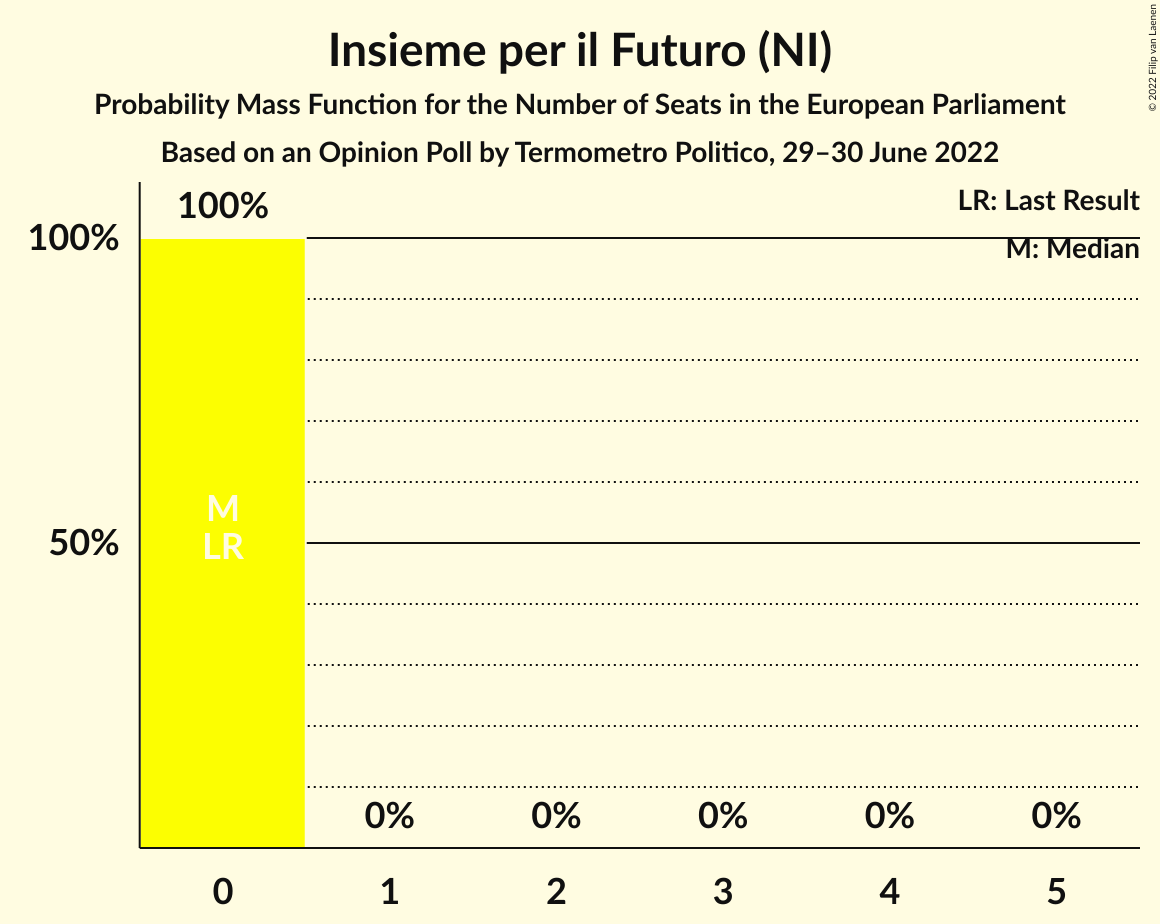 Insieme per il Futuro (NI)
Probability Mass Function for the Number of Seats in the European Parliament
Based on an Opinion Poll by Termometro Politico, 29–30 June 2022
© 2022 Filip van Laenen
LR: Last Result
M: Median
100%
100%
50%
M
LR
0%
0%
0%
0%
0%
0
1
2
3
4
5